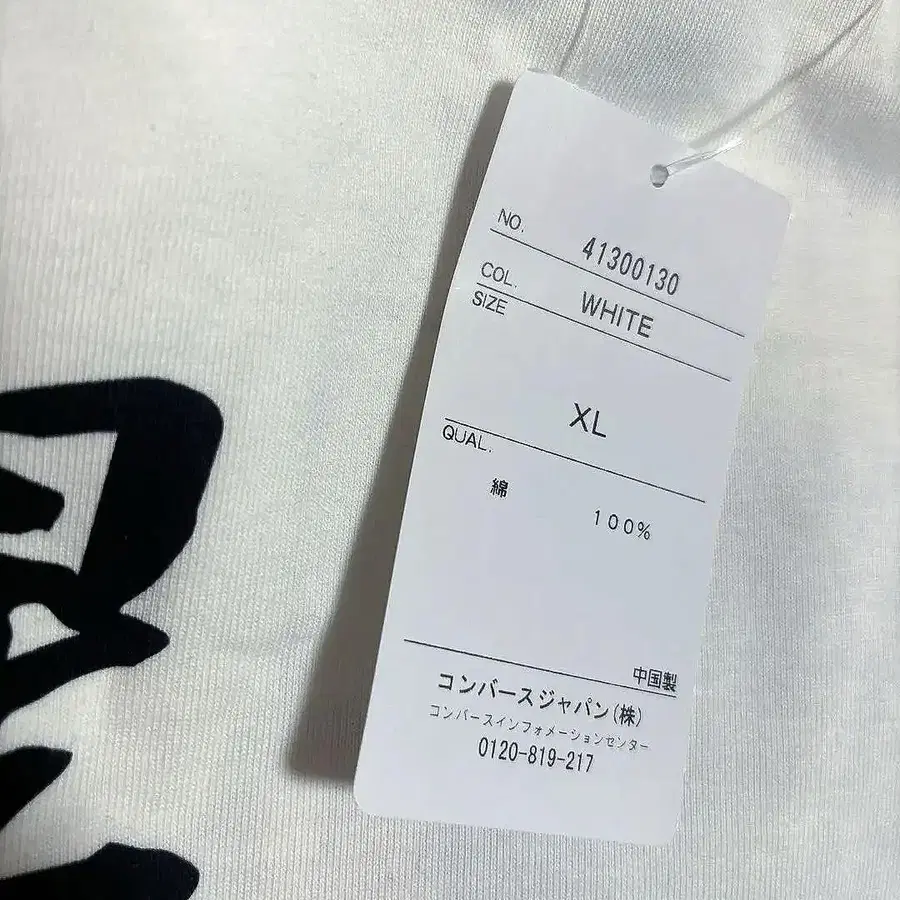 NO. 41300130
COL. WHITE
SIZE
XL
QUAL.
綿 100%
中国製
コンバースジャパン(株)
コンバースインフォメーションセンター
0120-819-217